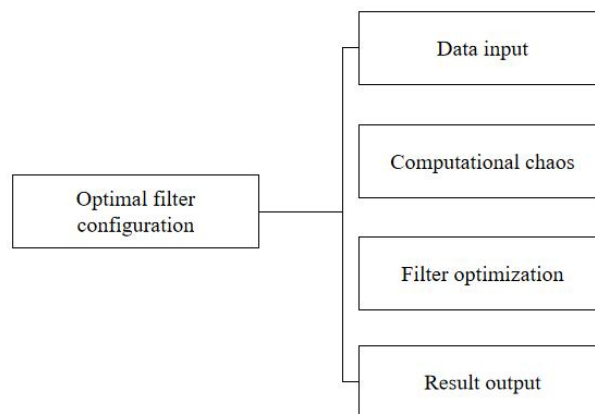 Data input
Computational chaos
Optimal filter
configuration
Filter optimization
Result output